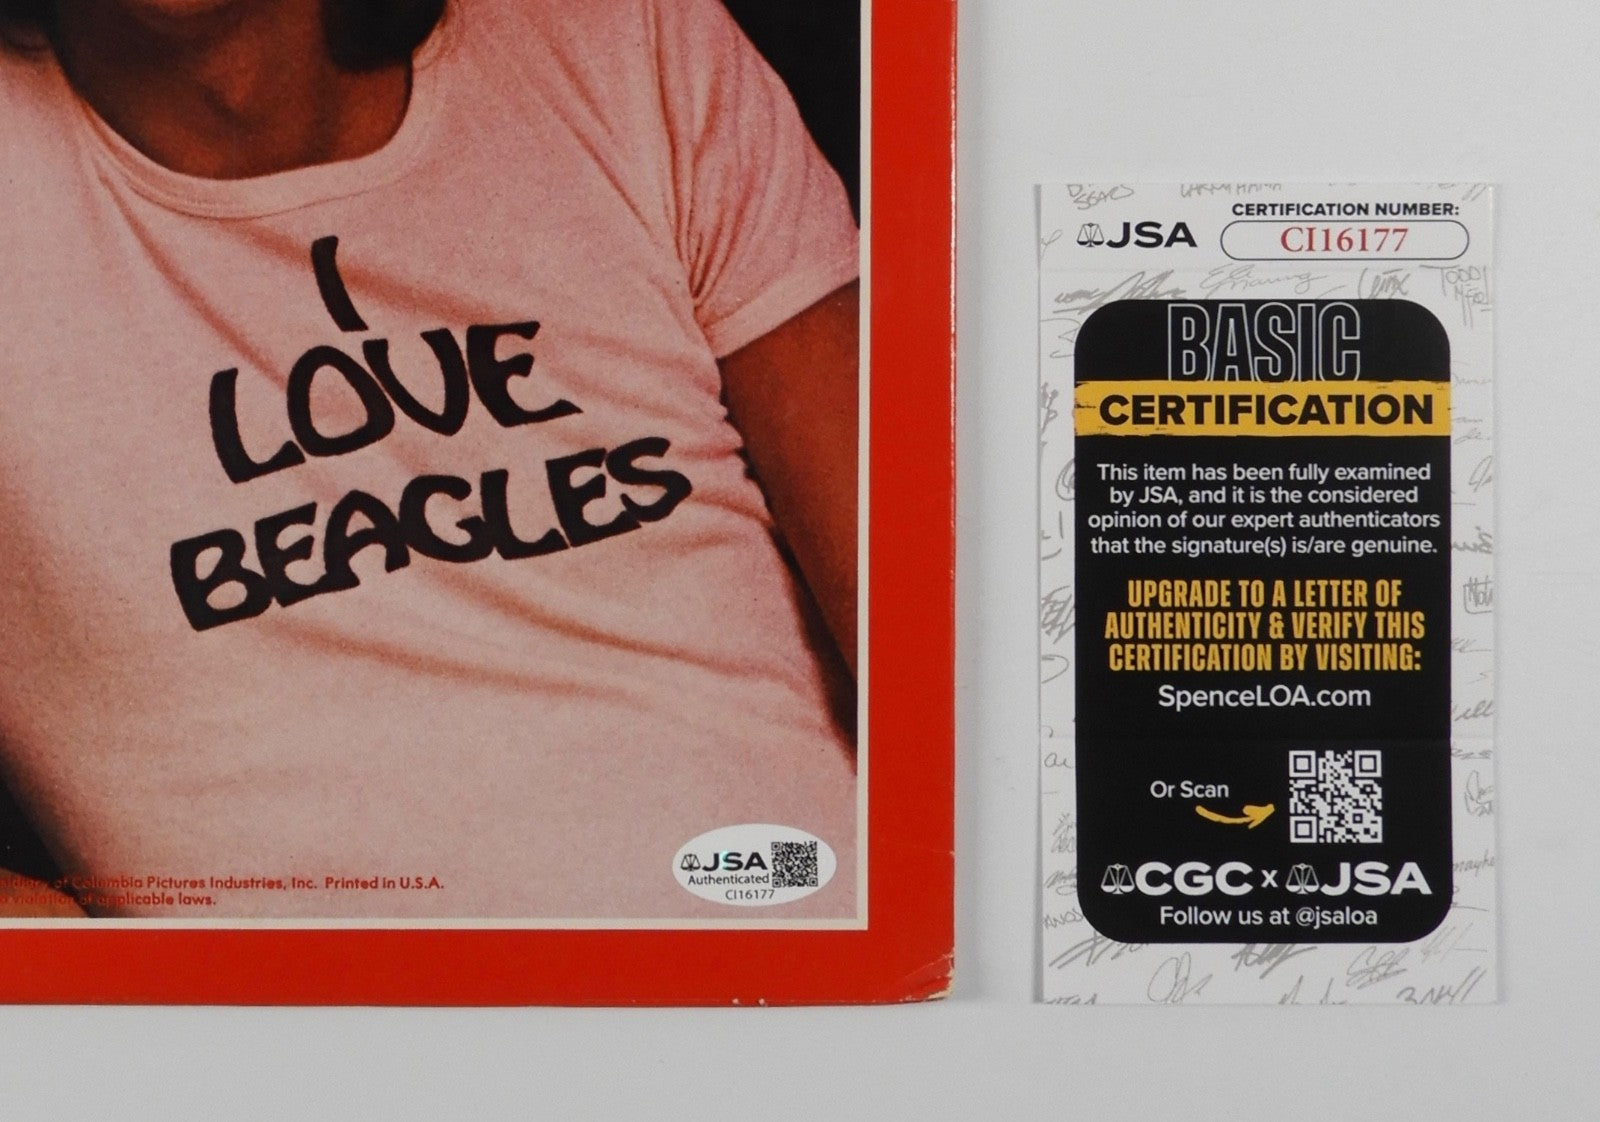 I
LOVE
BEAGLES
of Columbia Pictures Industries, Inc. Printed in U.S.A.
a violation of applicable laws.
JSA
Authenticated
CI16177
JSA
CERTIFICATION NUMBER:
CI16177
BASIC
CERTIFICATION
This item has been fully examined
by JSA, and it is the considered
opinion of our expert authenticators
that the signature(s) is/are genuine.
UPGRADE TO A LETTER OF
AUTHENTICITY & VERIFY THIS
CERTIFICATION BY VISITING:
SpenceLOA.com
Or Scan
CGC x JSA
Follow us at @jsaloa